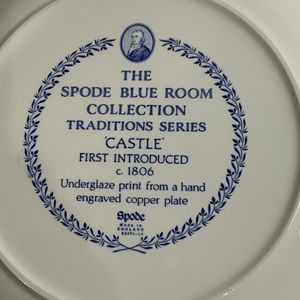 THE
SPODE BLUE ROOM
COLLECTION
TRADITIONS SERIES
'CASTLE'
FIRST INTRODUCED
c. 1806
Underglaze print from a hand
engraved copper plate
Spode
Made in
ENGLAND